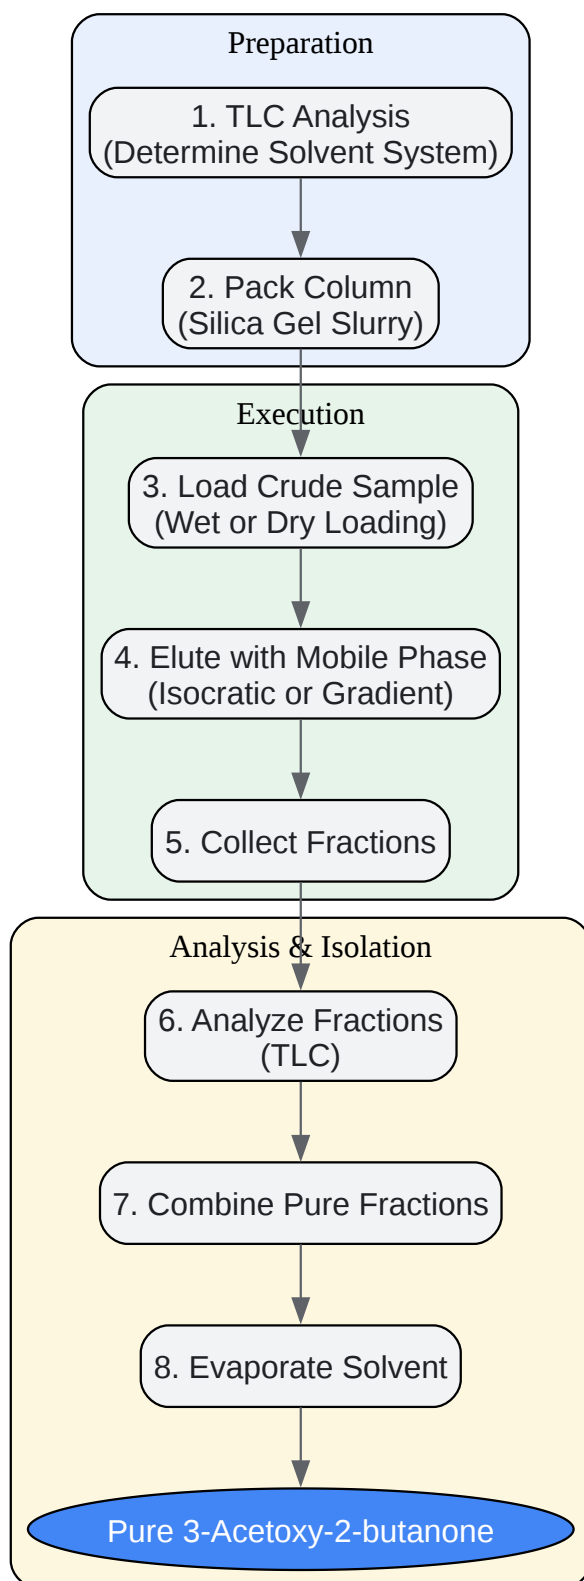 Preparation
1. TLC Analysis
(Determine Solvent System)
2. Pack Column
(Silica Gel Slurry)
Execution
3. Load Crude Sample
(Wet or Dry Loading)
4. Elute with Mobile Phase
(Isocratic or Gradient)
5. Collect Fractions
Analysis & Isolation
6. Analyze Fractions
(TLC)
7. Combine Pure Fractions
8. Evaporate Solvent
Pure 3-Acetoxy-2-butanone